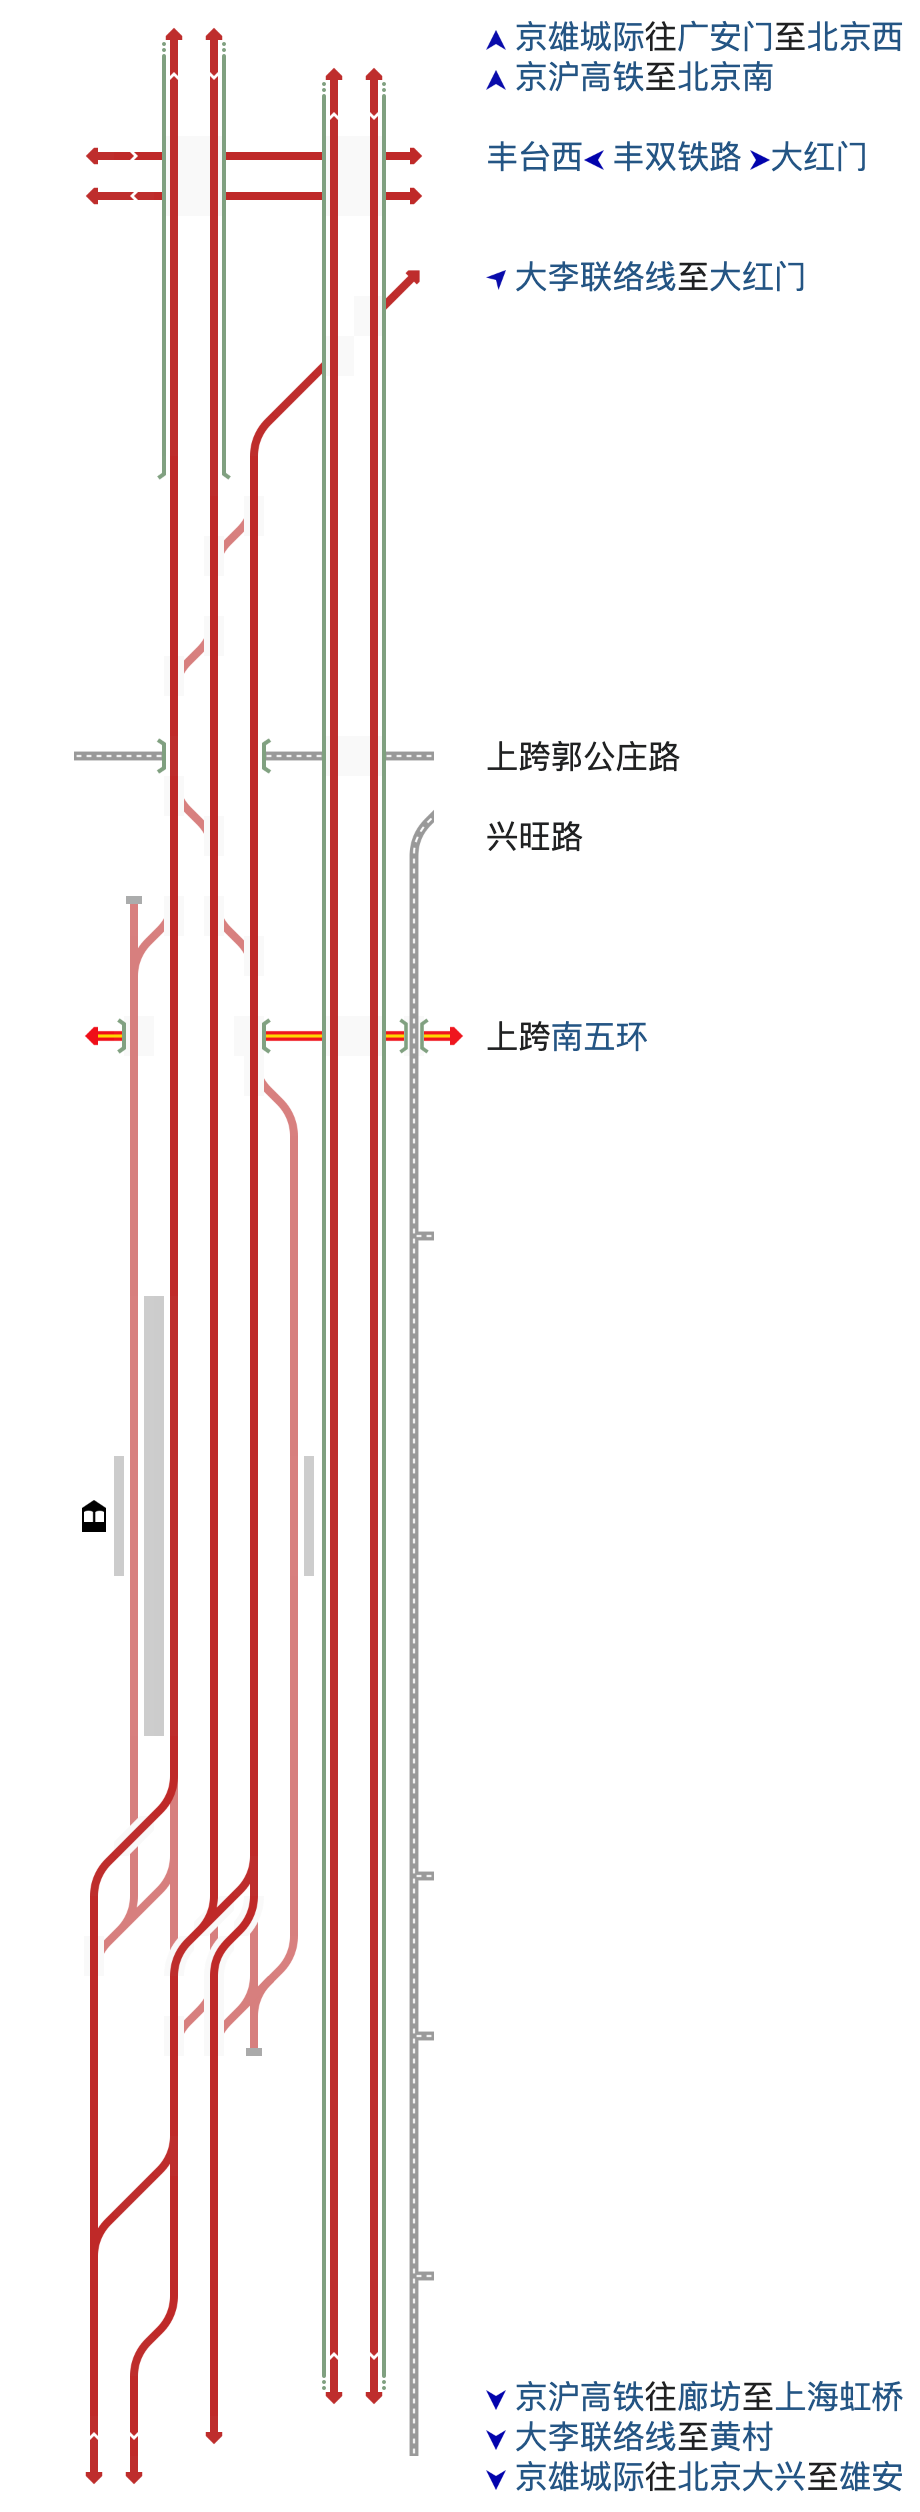 京雄城际往广安门至北京西
京沪高铁至北京南
丰台西 丰双铁路 大红门
大李联络线至大红门
上跨郭公庄路
兴旺路
上跨南五环
京沪高铁往廊坊至上海虹桥
大李联络线至黄村
京雄城际往北京大兴至雄安